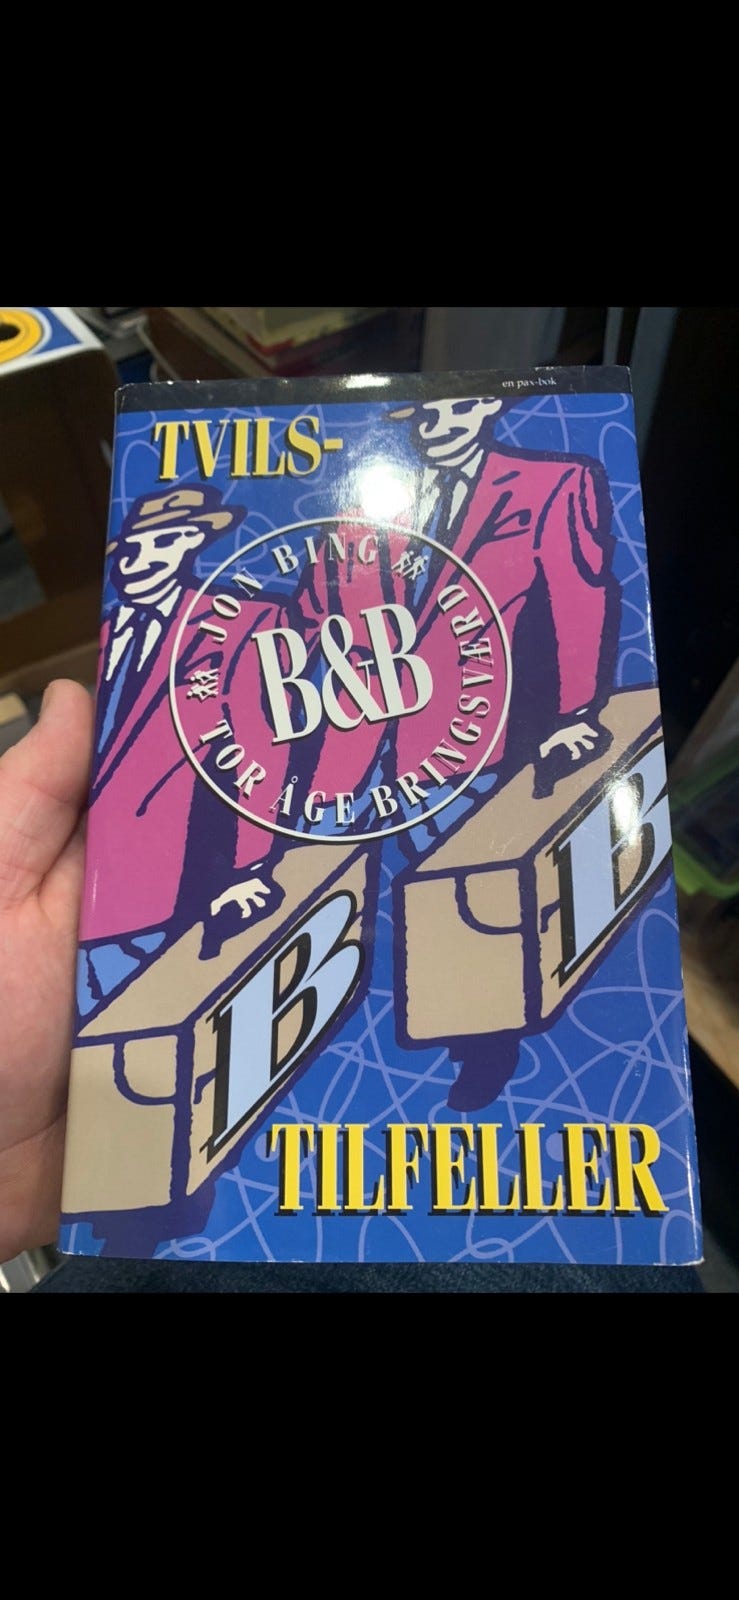 en pax-bok
TVILS-
JON BING
B&B
TOR ÅGE BRINGSVÆRD
B
B
TILFELLER